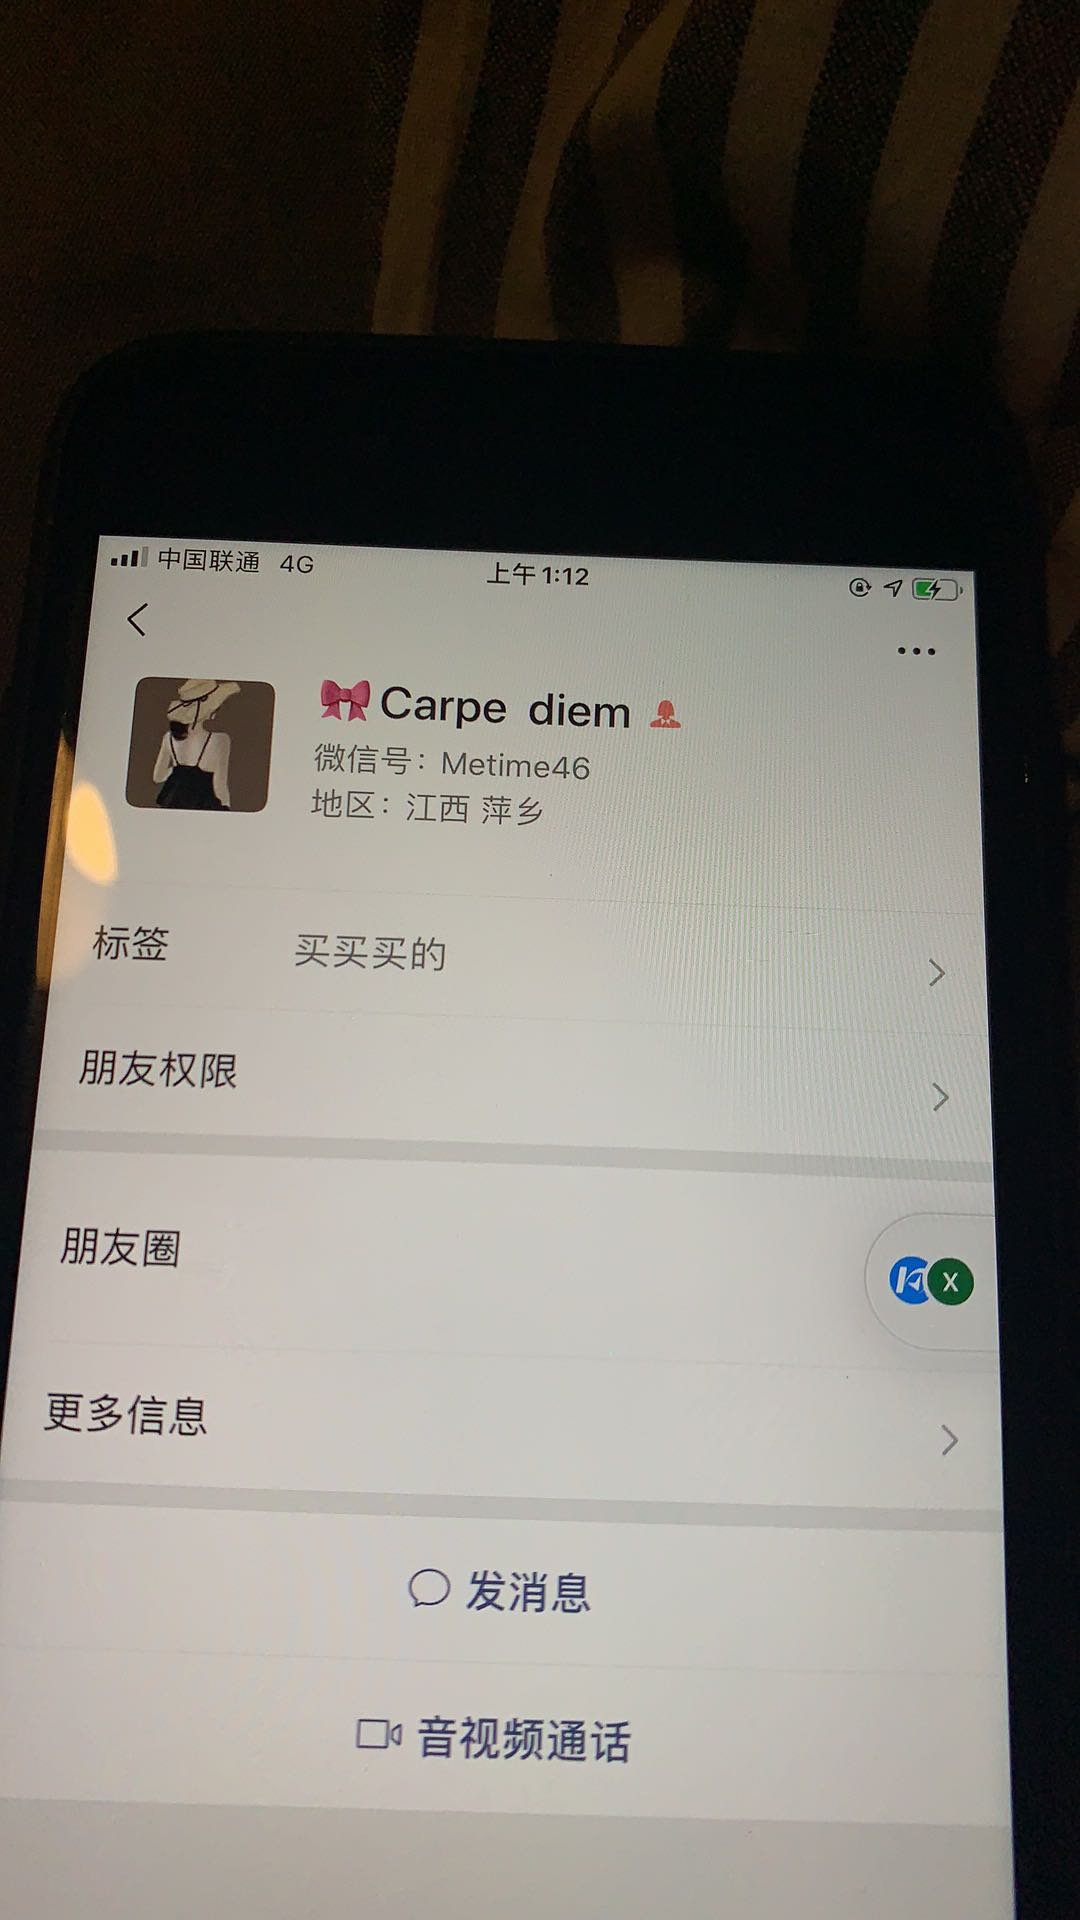 中国联通 4G 上午1:12
🎀Carpe diem
微信号：Metime46
地区：江西 萍乡
标签 买买买的
朋友权限
朋友圈
X
更多信息
发消息
音视频通话